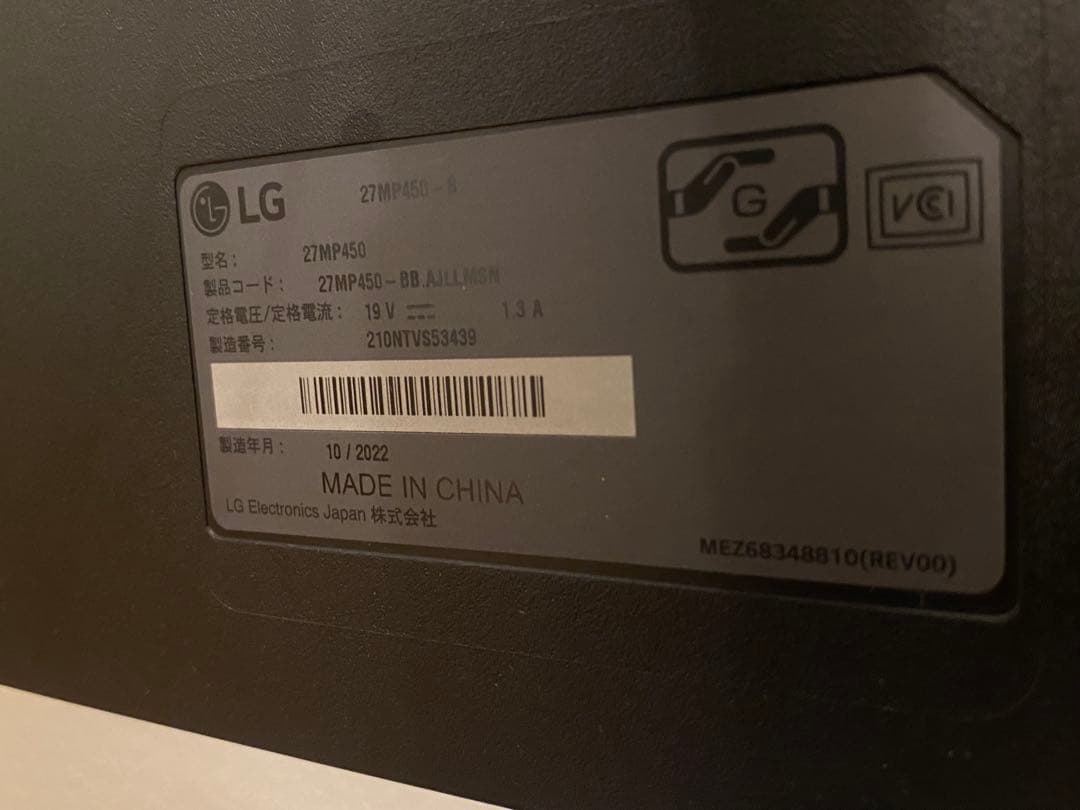 LG 27MP450-B
G
VCI
型名: 27MP450
製品コード: 27MP450-BB.AJLLMSN
定格電圧/定格電流: 19 V ⎓ 1.3 A
製造番号: 210NTVS53439
製造年月: 10/2022
MADE IN CHINA
LG Electronics Japan 株式会社
MEZ68348810(REV00)